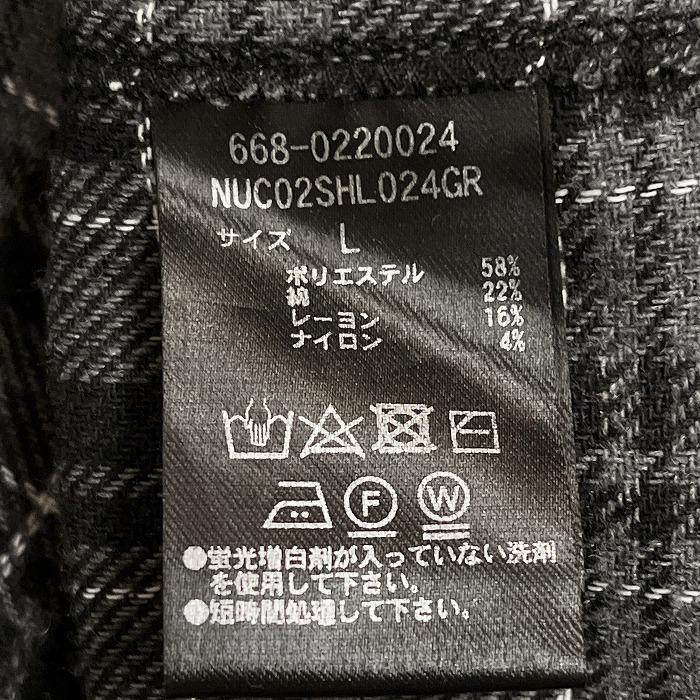 668-0220024
NUC02SHL024GR
サイズ L
ポリエステル 58%
綿 22%
レーヨン 16%
ナイロン 4%
F W
●蛍光増白剤が入っていない洗剤
を使用して下さい。
●短時間処理して下さい。